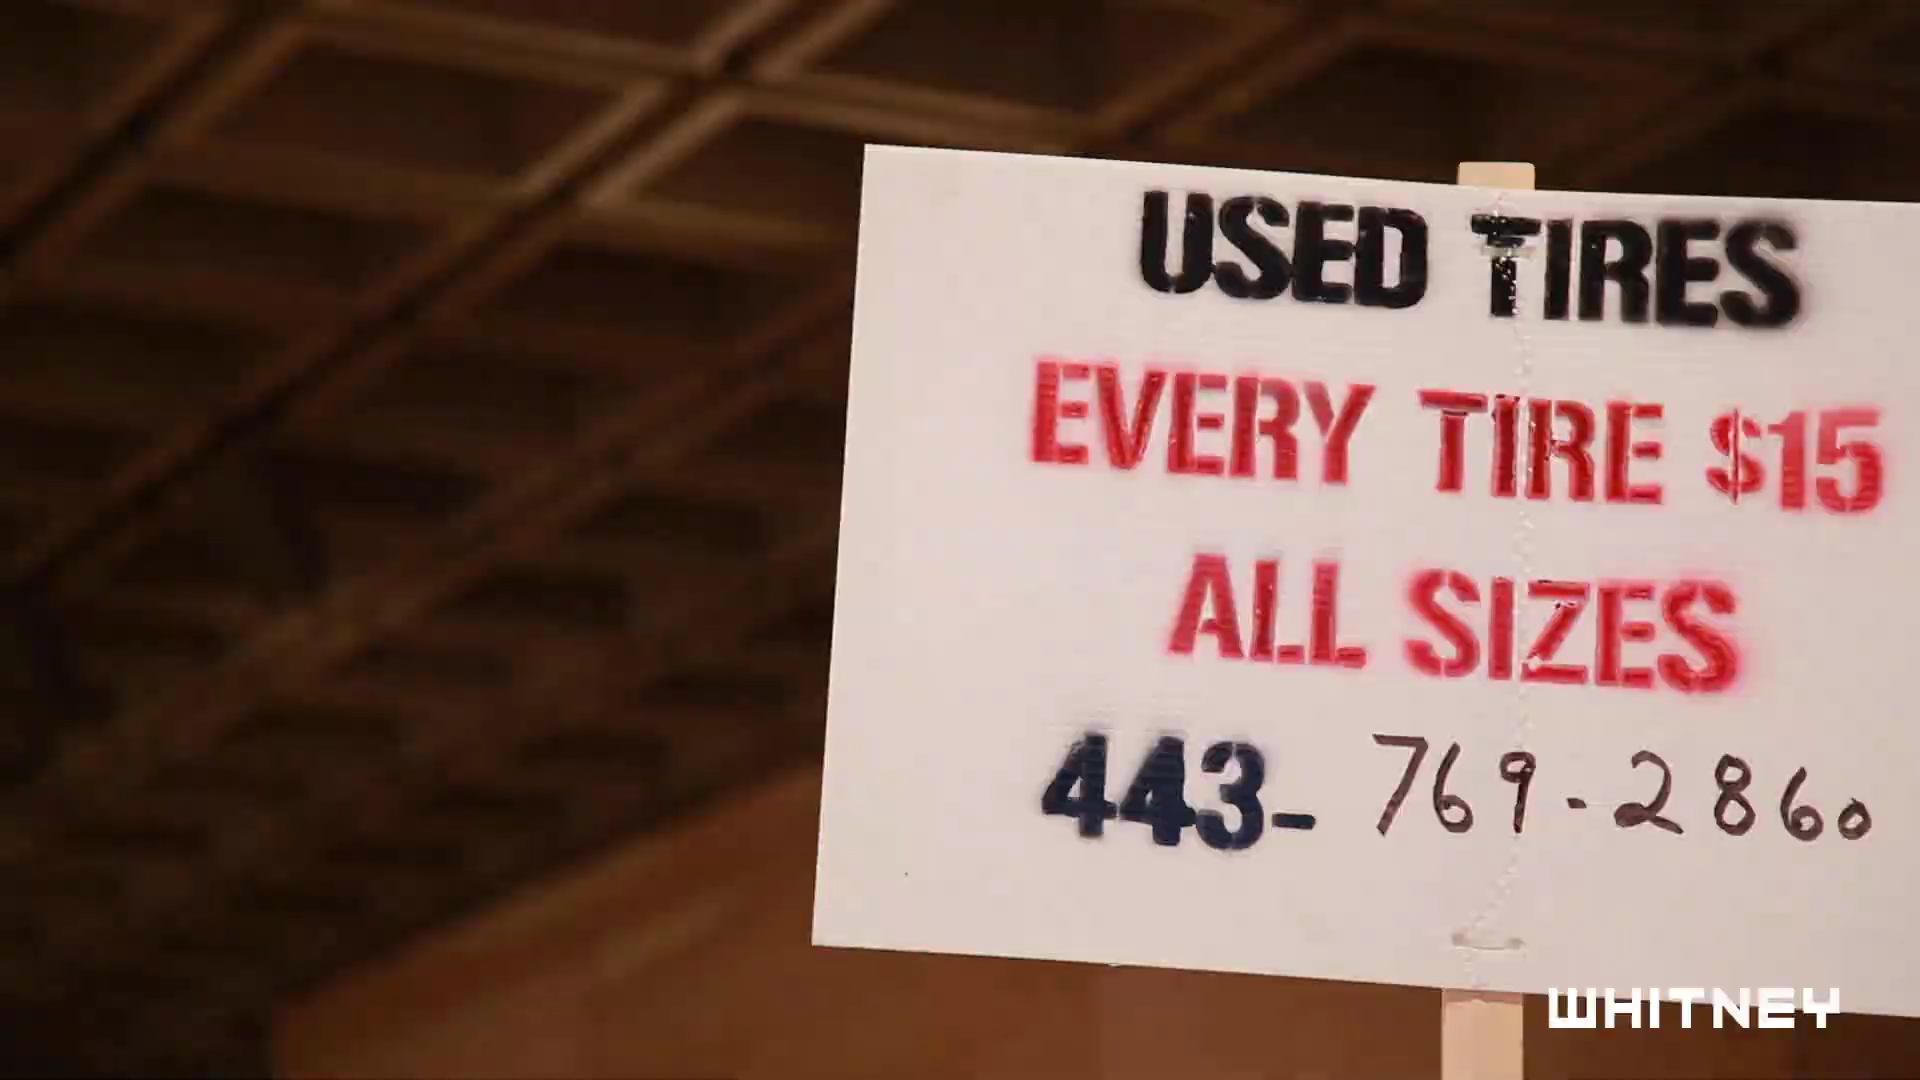 USED TIRES
EVERY TIRE $15
ALL SIZES
443- 769-2860
WHITNEY